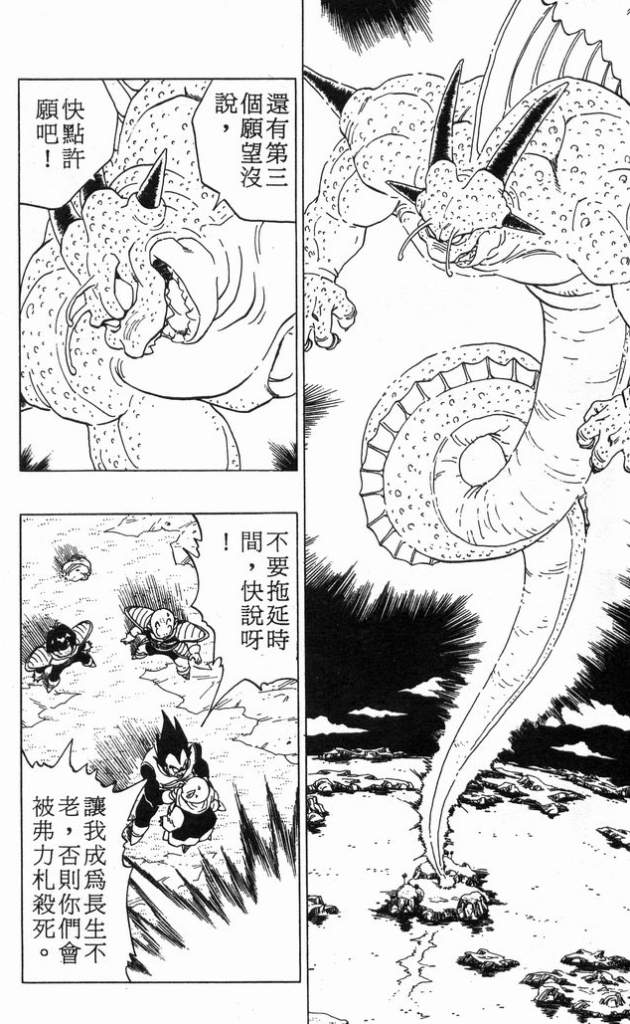 還有第三
個願望沒
說，
快點許
願吧！
不要拖延時
間，快說呀
！
讓我成爲長生不
老，否則你們會
被弗力札殺死。